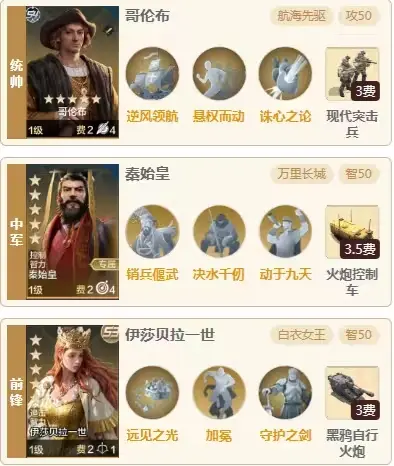 统帅
哥伦布
1级
费2
4
哥伦布
航海先驱
攻50
逆风领航
悬权而动
诛心之论
3费
现代突击兵
中军
控制
智力
秦始皇
专座
1级
费2
4
秦始皇
万里长城
智50
销兵偃武
决水千仞
动于九天
3.5费
火炮控制车
前锋
伊莎贝拉一世
1级
费2
4
伊莎贝拉一世
白衣女王
智50
远见之光
加冕
守护之剑
3费
黑鸦自行火炮